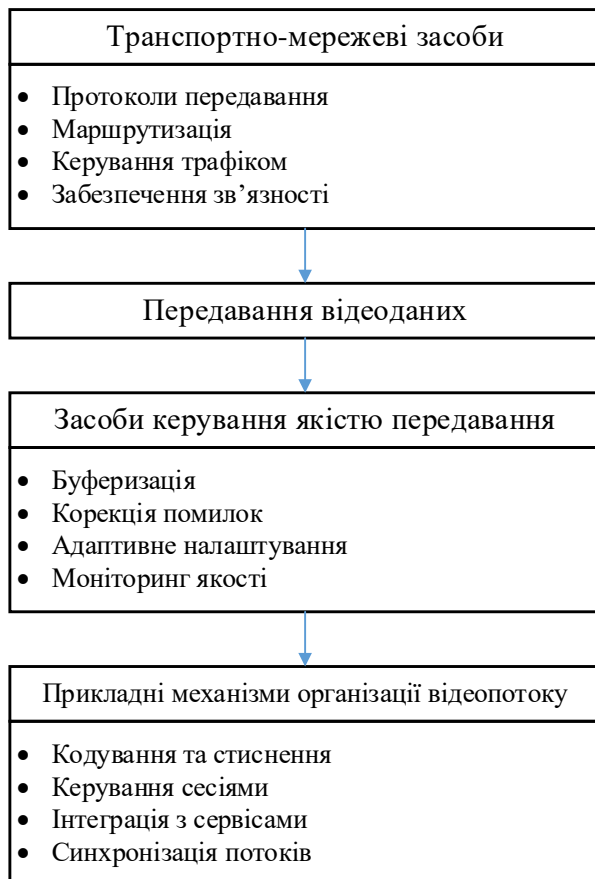 Транспортно-мережеві засоби
• Протоколи передавання
• Маршрутизація
• Керування трафіком
• Забезпечення зв’язності
Передавання відеоданих
Засоби керування якістю передавання
• Буферизація
• Корекція помилок
• Адаптивне налаштування
• Моніторинг якості
Прикладні механізми організації відеопотоку
• Кодування та стиснення
• Керування сесіями
• Інтеграція з сервісами
• Синхронізація потоків